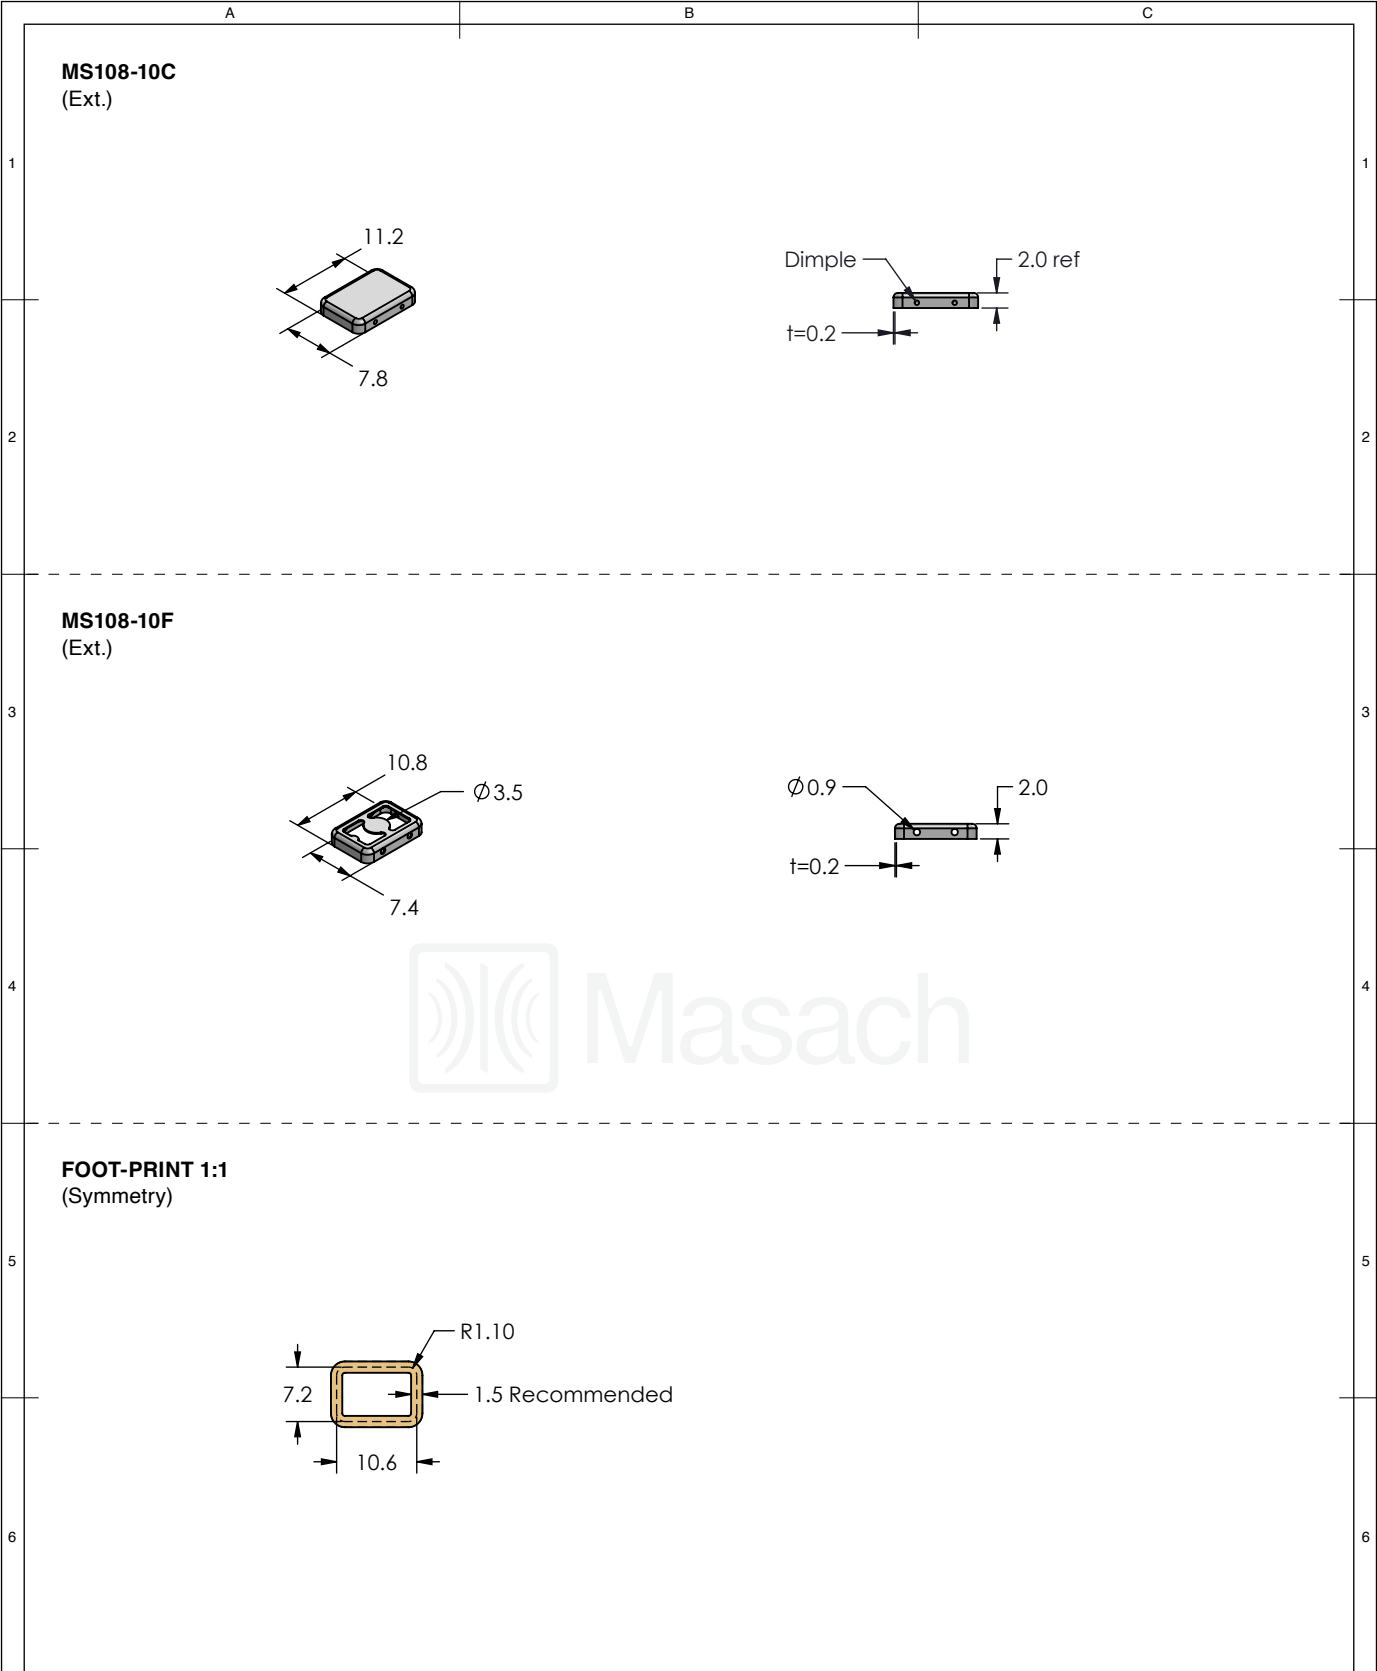 A B C
MS108-10C
(Ext.)
1 1
11.2
Dimple 2.0 ref
t=0.2
7.8
2 2
MS108-10F
(Ext.)
3 3
10.8
Ø3.5
Ø0.9 2.0
t=0.2
7.4
4 4
Masach
FOOT-PRINT 1:1
(Symmetry)
5 5
R1.10
7.2
1.5 Recommended
10.6
6 6